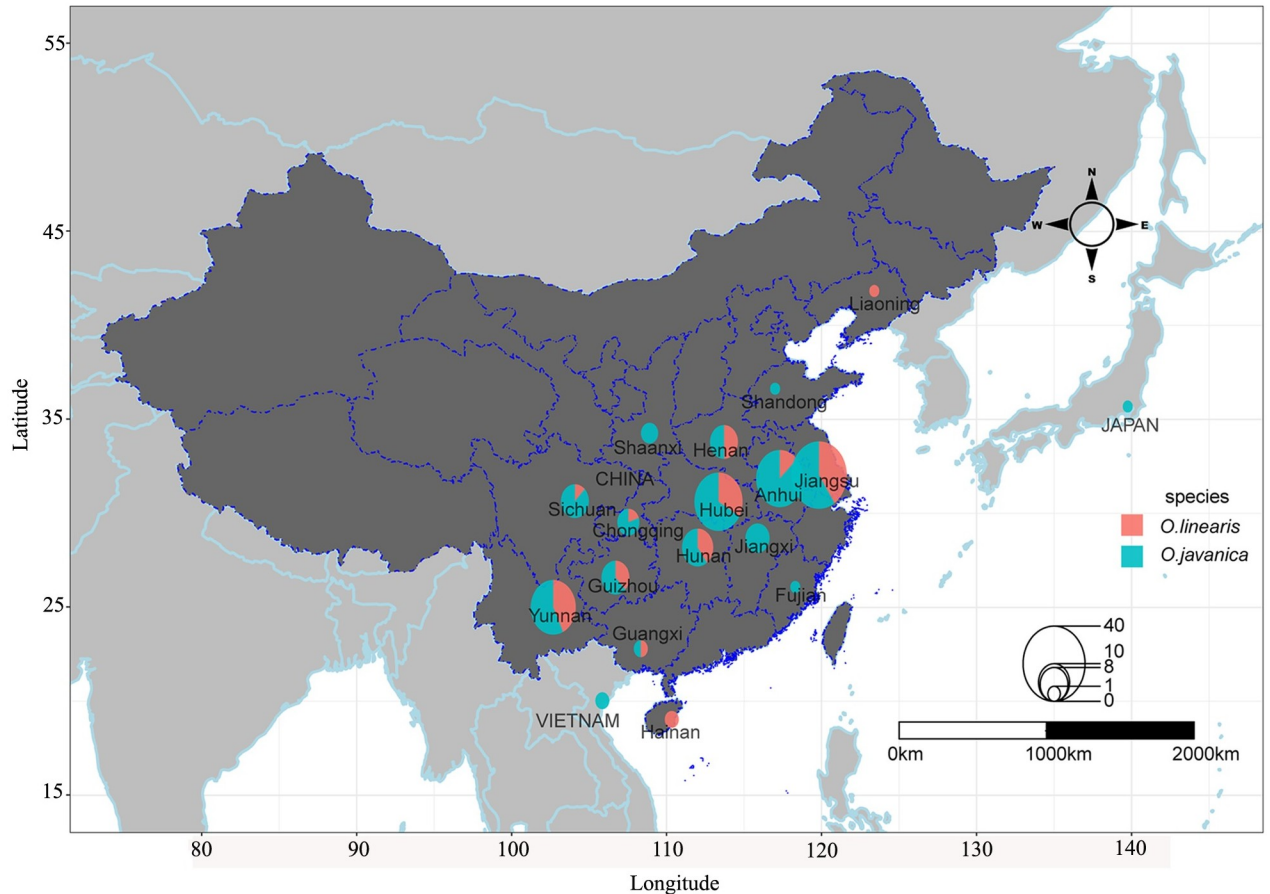 55
45
35
25
15
Latitude
N
W
E
S
Liaoning
Shandong
JAPAN
Shaanxi
Henan
CHINA
Jiangsu
Anhui
Sichuan
Hubei
Chongqing
Jiangxi
Hunan
Guizhou
Fujian
Yunnan
Guangxi
VIETNAM
Hainan
species
O.linearis
O.javanica
40
10
8
1
0
0km
1000km
2000km
80
90
100
110
120
130
140
Longitude